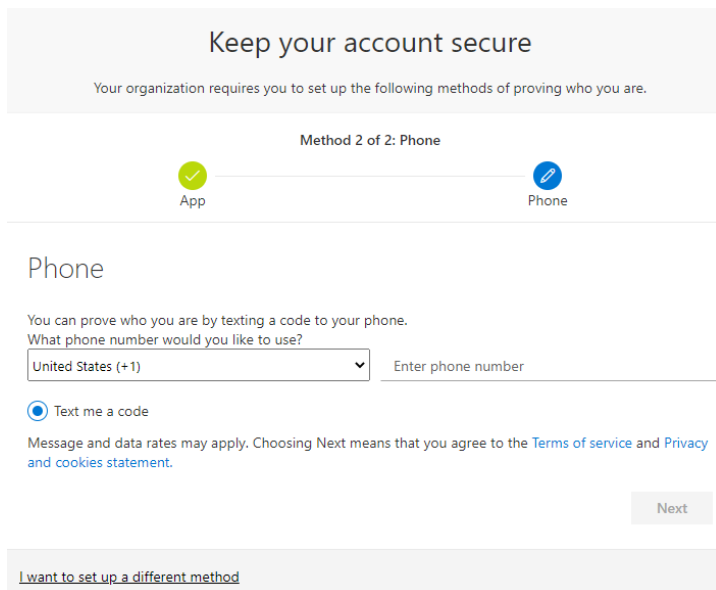 Keep your account secure
Your organization requires you to set up the following methods of proving who you are.
Method 2 of 2: Phone
App
Phone
Phone
You can prove who you are by texting a code to your phone.
What phone number would you like to use?
United States (+1)
Enter phone number
Text me a code
Message and data rates may apply. Choosing Next means that you agree to the Terms of service and Privacy
and cookies statement.
Next
I want to set up a different method